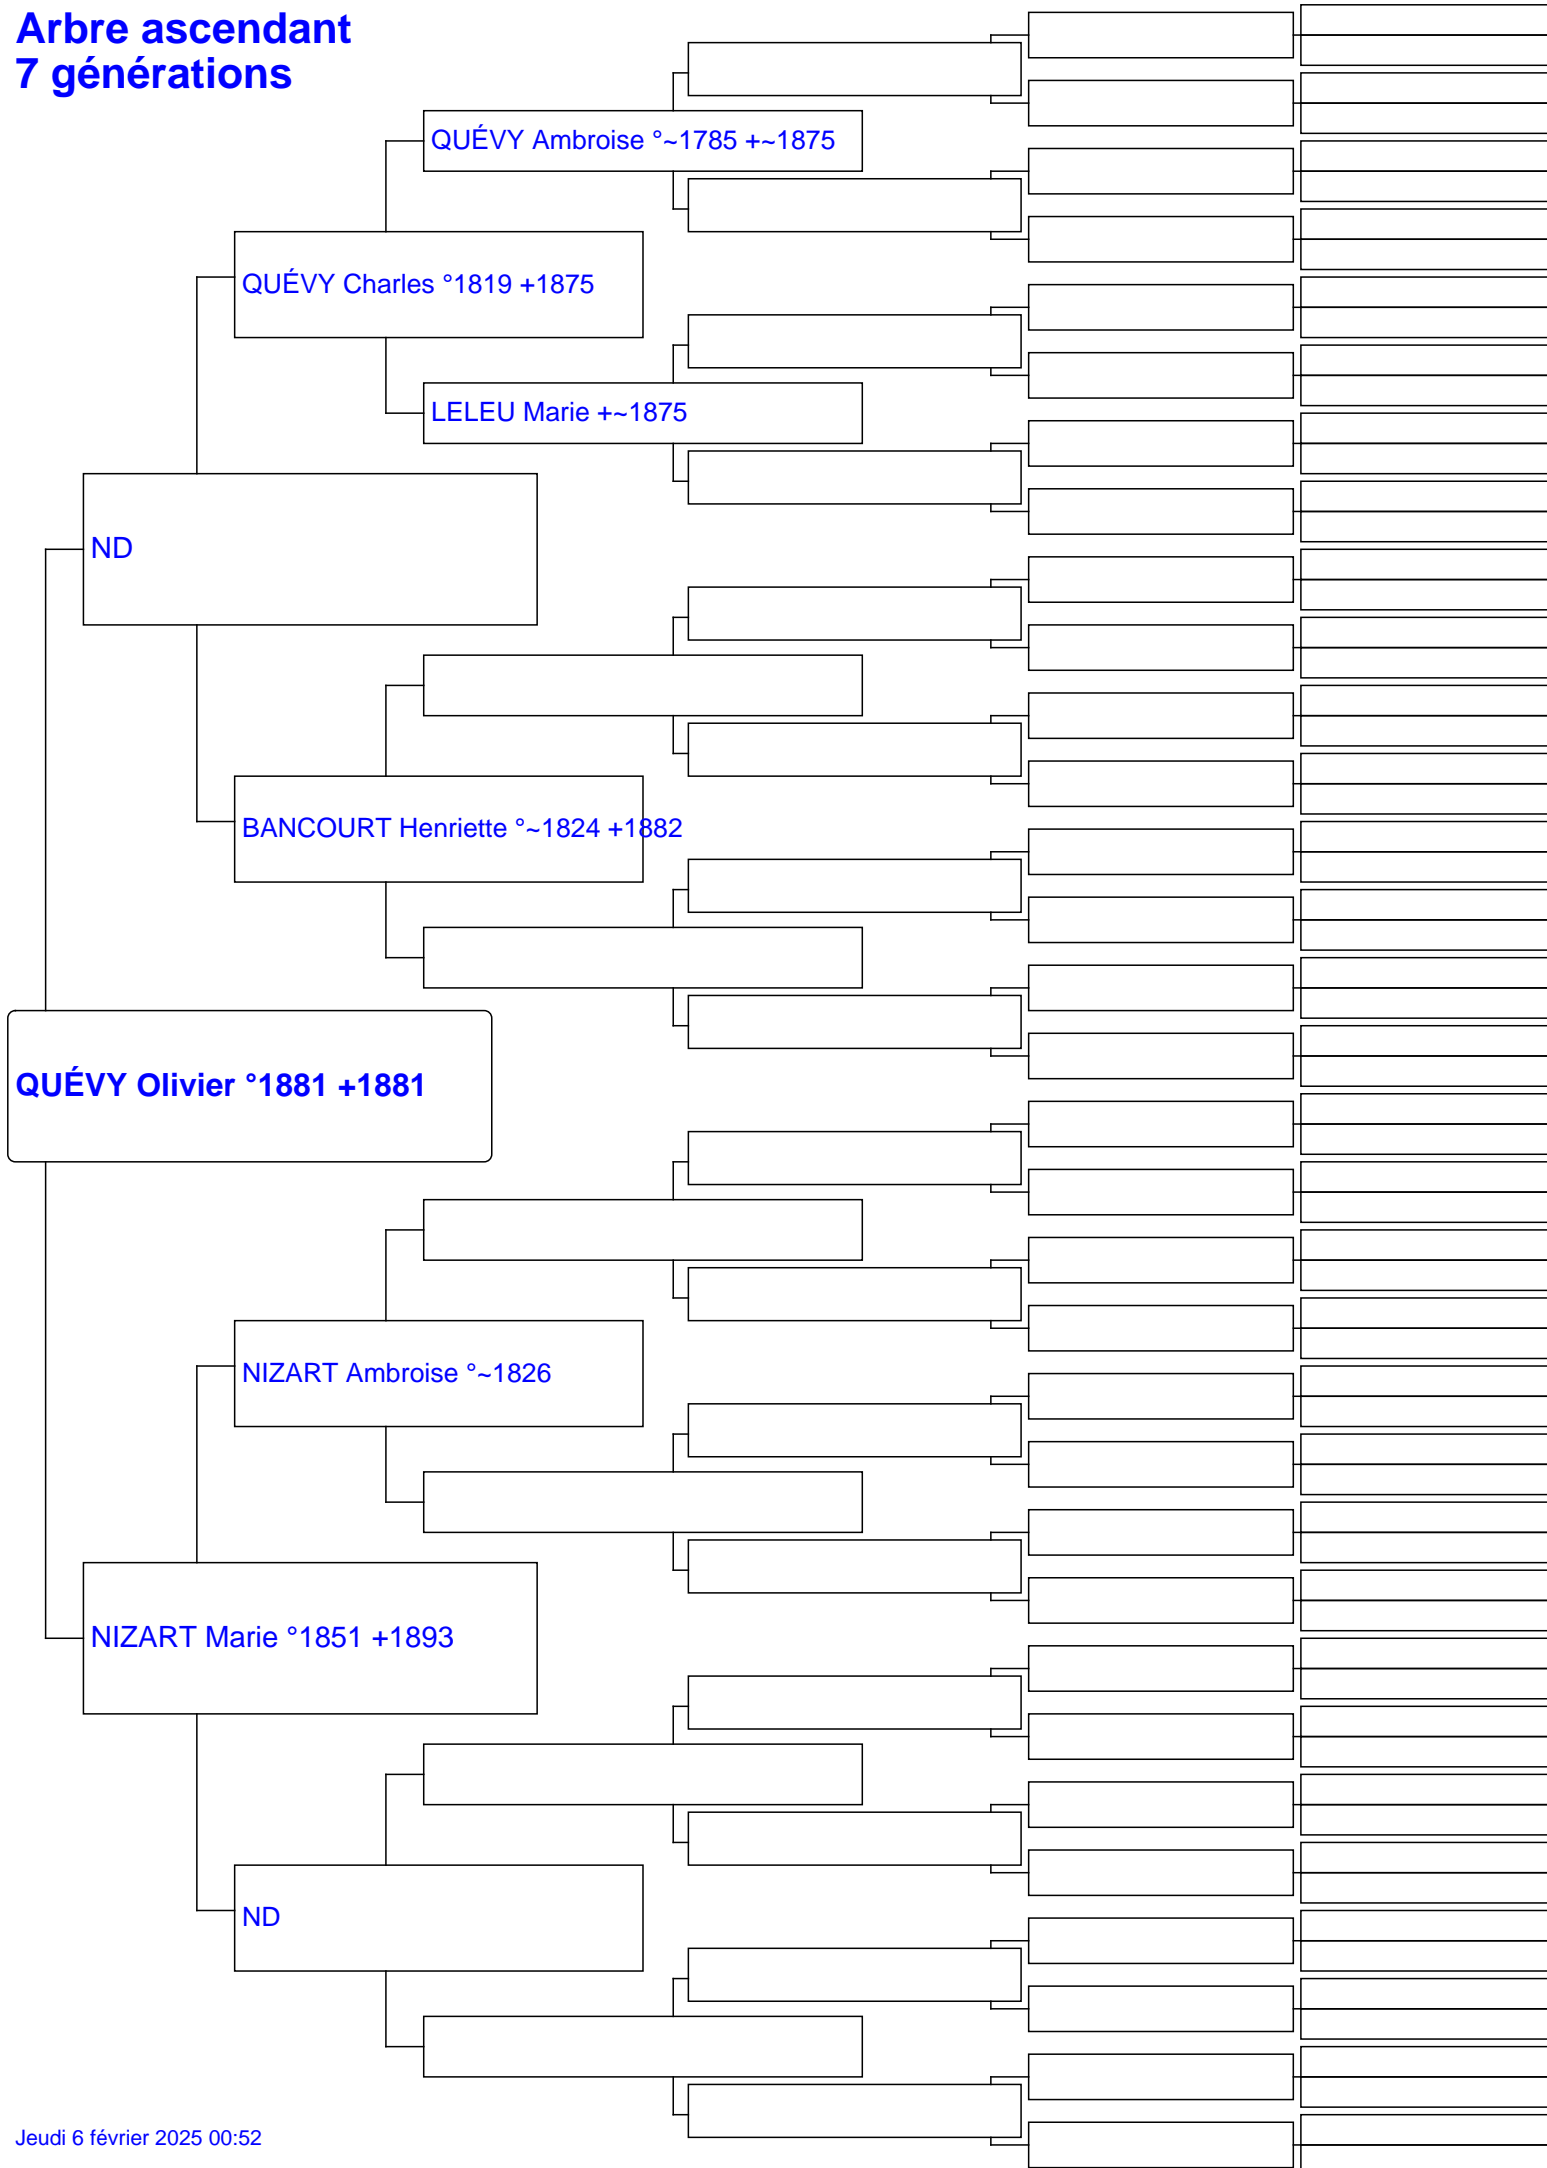 Arbre ascendant
7 générations
QUÉVY Ambroise °~1785 +~1875
QUÉVY Charles °1819 +1875
LELEU Marie +~1875
ND
BANCOURT Henriette °~1824 +1882
QUÉVY Olivier °1881 +1881
NIZART Ambroise °~1826
NIZART Marie °1851 +1893
ND
Jeudi 6 février 2025 00:52